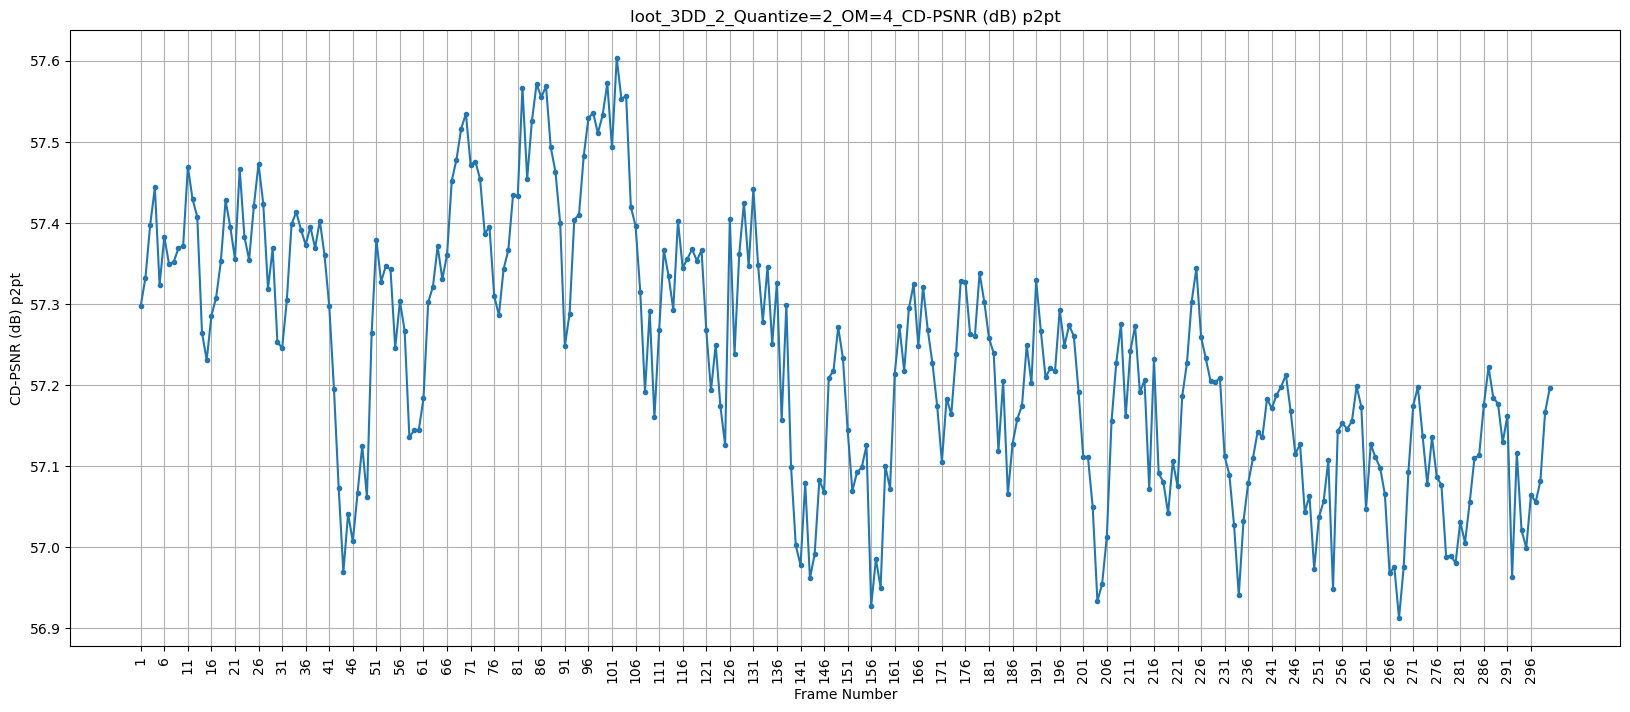 loot_3DD_2_Quantize=2_OM=4_CD-PSNR (dB) p2pt
CD-PSNR (dB) p2pt
57.6
57.5
57.4
57.3
57.2
57.1
57.0
56.9
1 6 11 16 21 26 31 36 41 46 51 56 61 66 71 76 81 86 91 96 101 106 111 116 121 126 131 136 141 146 151 156 161 166 171 176 181 186 191 196 201 206 211 216 221 226 231 236 241 246 251 256 261 266 271 276 281 286 291 296
Frame Number